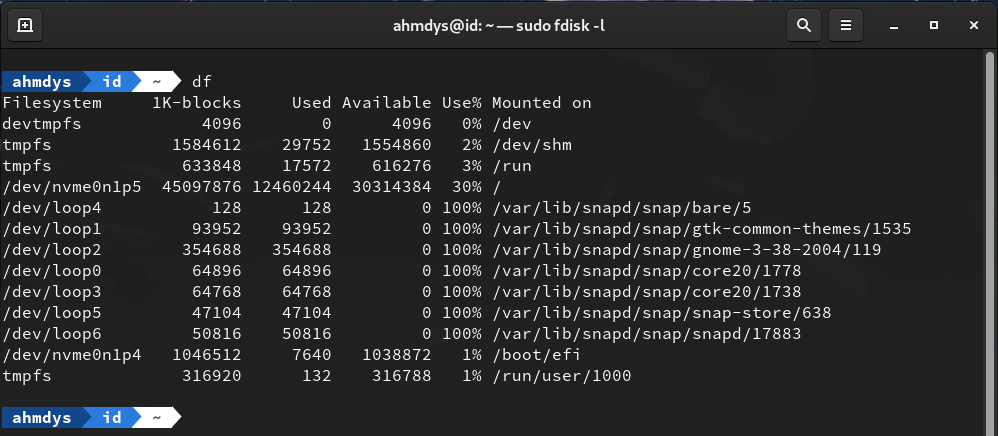 ahmdys@id: ~ — sudo fdisk -l
ahmdys id ~ df
Filesystem 1K-blocks Used Available Use% Mounted on
devtmpfs 4096 0 4096 0% /dev
tmpfs 1584612 29752 1554860 2% /dev/shm
tmpfs 633848 17572 616276 3% /run
/dev/nvme0n1p5 45097876 12460244 30314384 30% /
/dev/loop4 128 128 0 100% /var/lib/snapd/snap/bare/5
/dev/loop1 93952 93952 0 100% /var/lib/snapd/snap/gtk-common-themes/1535
/dev/loop2 354688 354688 0 100% /var/lib/snapd/snap/gnome-3-38-2004/119
/dev/loop0 64896 64896 0 100% /var/lib/snapd/snap/core20/1778
/dev/loop3 64768 64768 0 100% /var/lib/snapd/snap/core20/1738
/dev/loop5 47104 47104 0 100% /var/lib/snapd/snap/snap-store/638
/dev/loop6 50816 50816 0 100% /var/lib/snapd/snap/snapd/17883
/dev/nvme0n1p4 1046512 7640 1038872 1% /boot/efi
tmpfs 316920 132 316788 1% /run/user/1000
ahmdys id ~